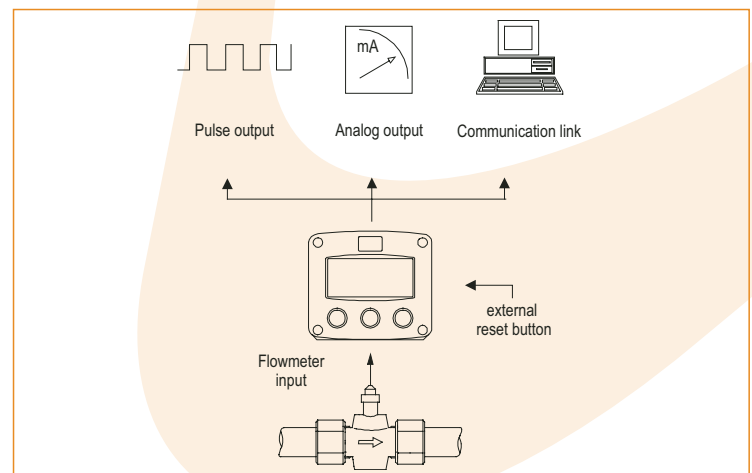 mA
Pulse output
Analog output
Communication link
external
reset button
Flowmeter
input